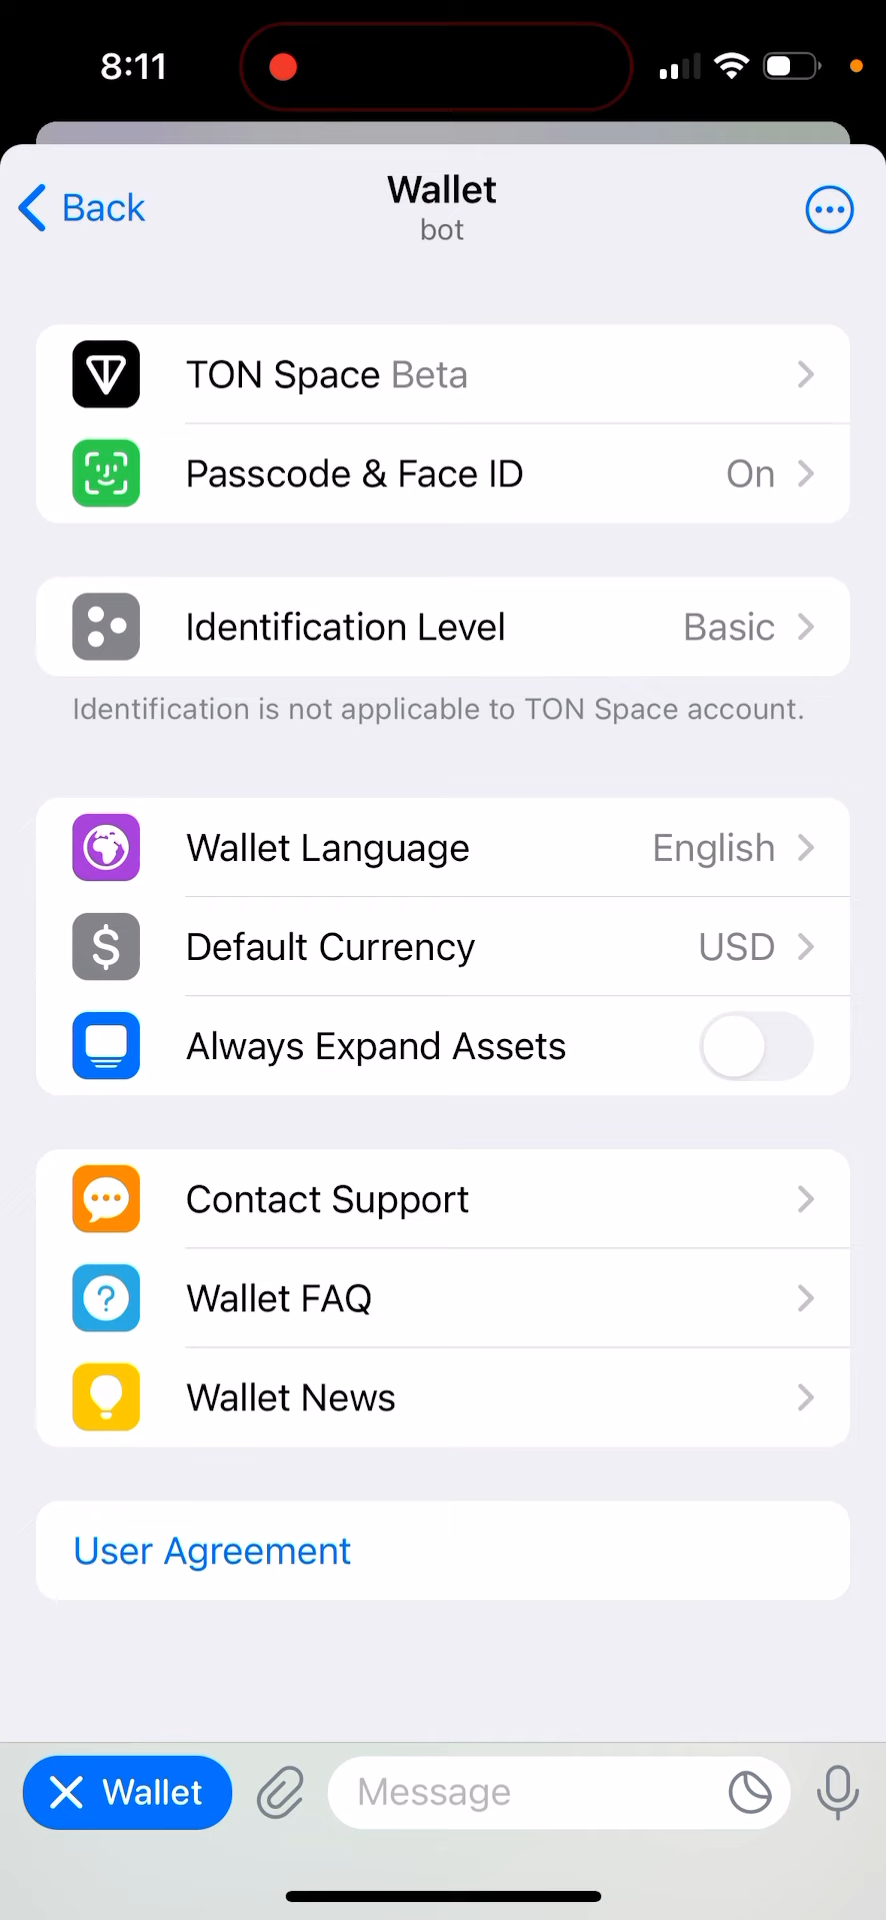 8:11
Back
Wallet
bot
TON Space Beta
Passcode & Face ID On
Identification Level Basic
Identification is not applicable to TON Space account.
Wallet Language English
$ Default Currency USD
Always Expand Assets
Contact Support
? Wallet FAQ
Wallet News
User Agreement
Wallet Message